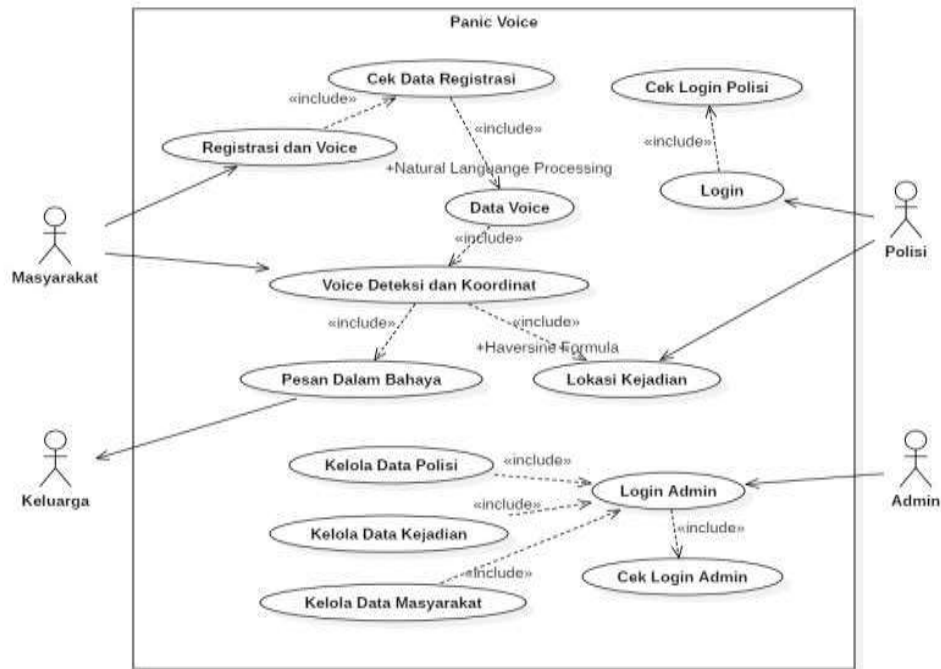 Panic Voice
Cek Data Registrasi
Cek Login Polisi
«include»
«include»
«include»
Registrasi dan Voice
+Natural Languange Processing
Login
Data Voice
Masyarakat
Polisi
«include»
Voice Deteksi dan Koordinat
«include»
«include»
+Haversine Formula
Pesan Dalam Bahaya
Lokasi Kejadian
Kelola Data Polisi
«include»
Keluarga
Login Admin
Admin
«include»
Kelola Data Kejadian
«include»
«include»
Cek Login Admin
Kelola Data Masyarakat